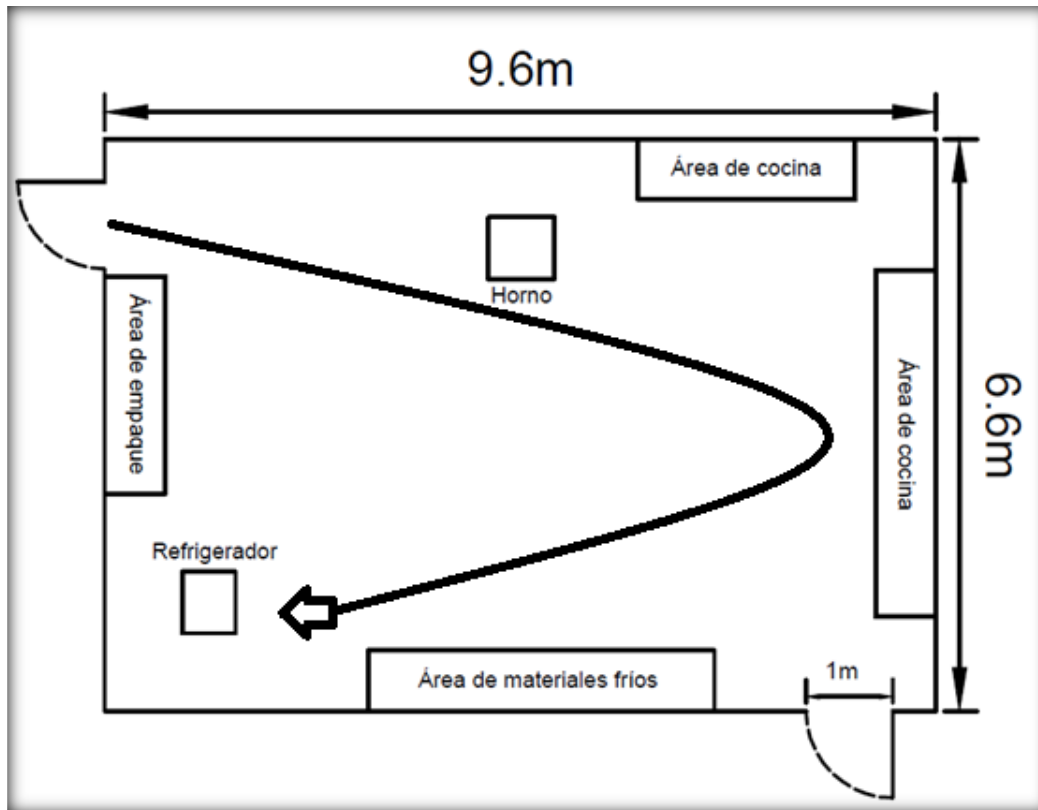 9.6m
Área de cocina
Horno
Área de empaque
Área de cocina
6.6m
Refrigerador
Área de materiales fríos
1m